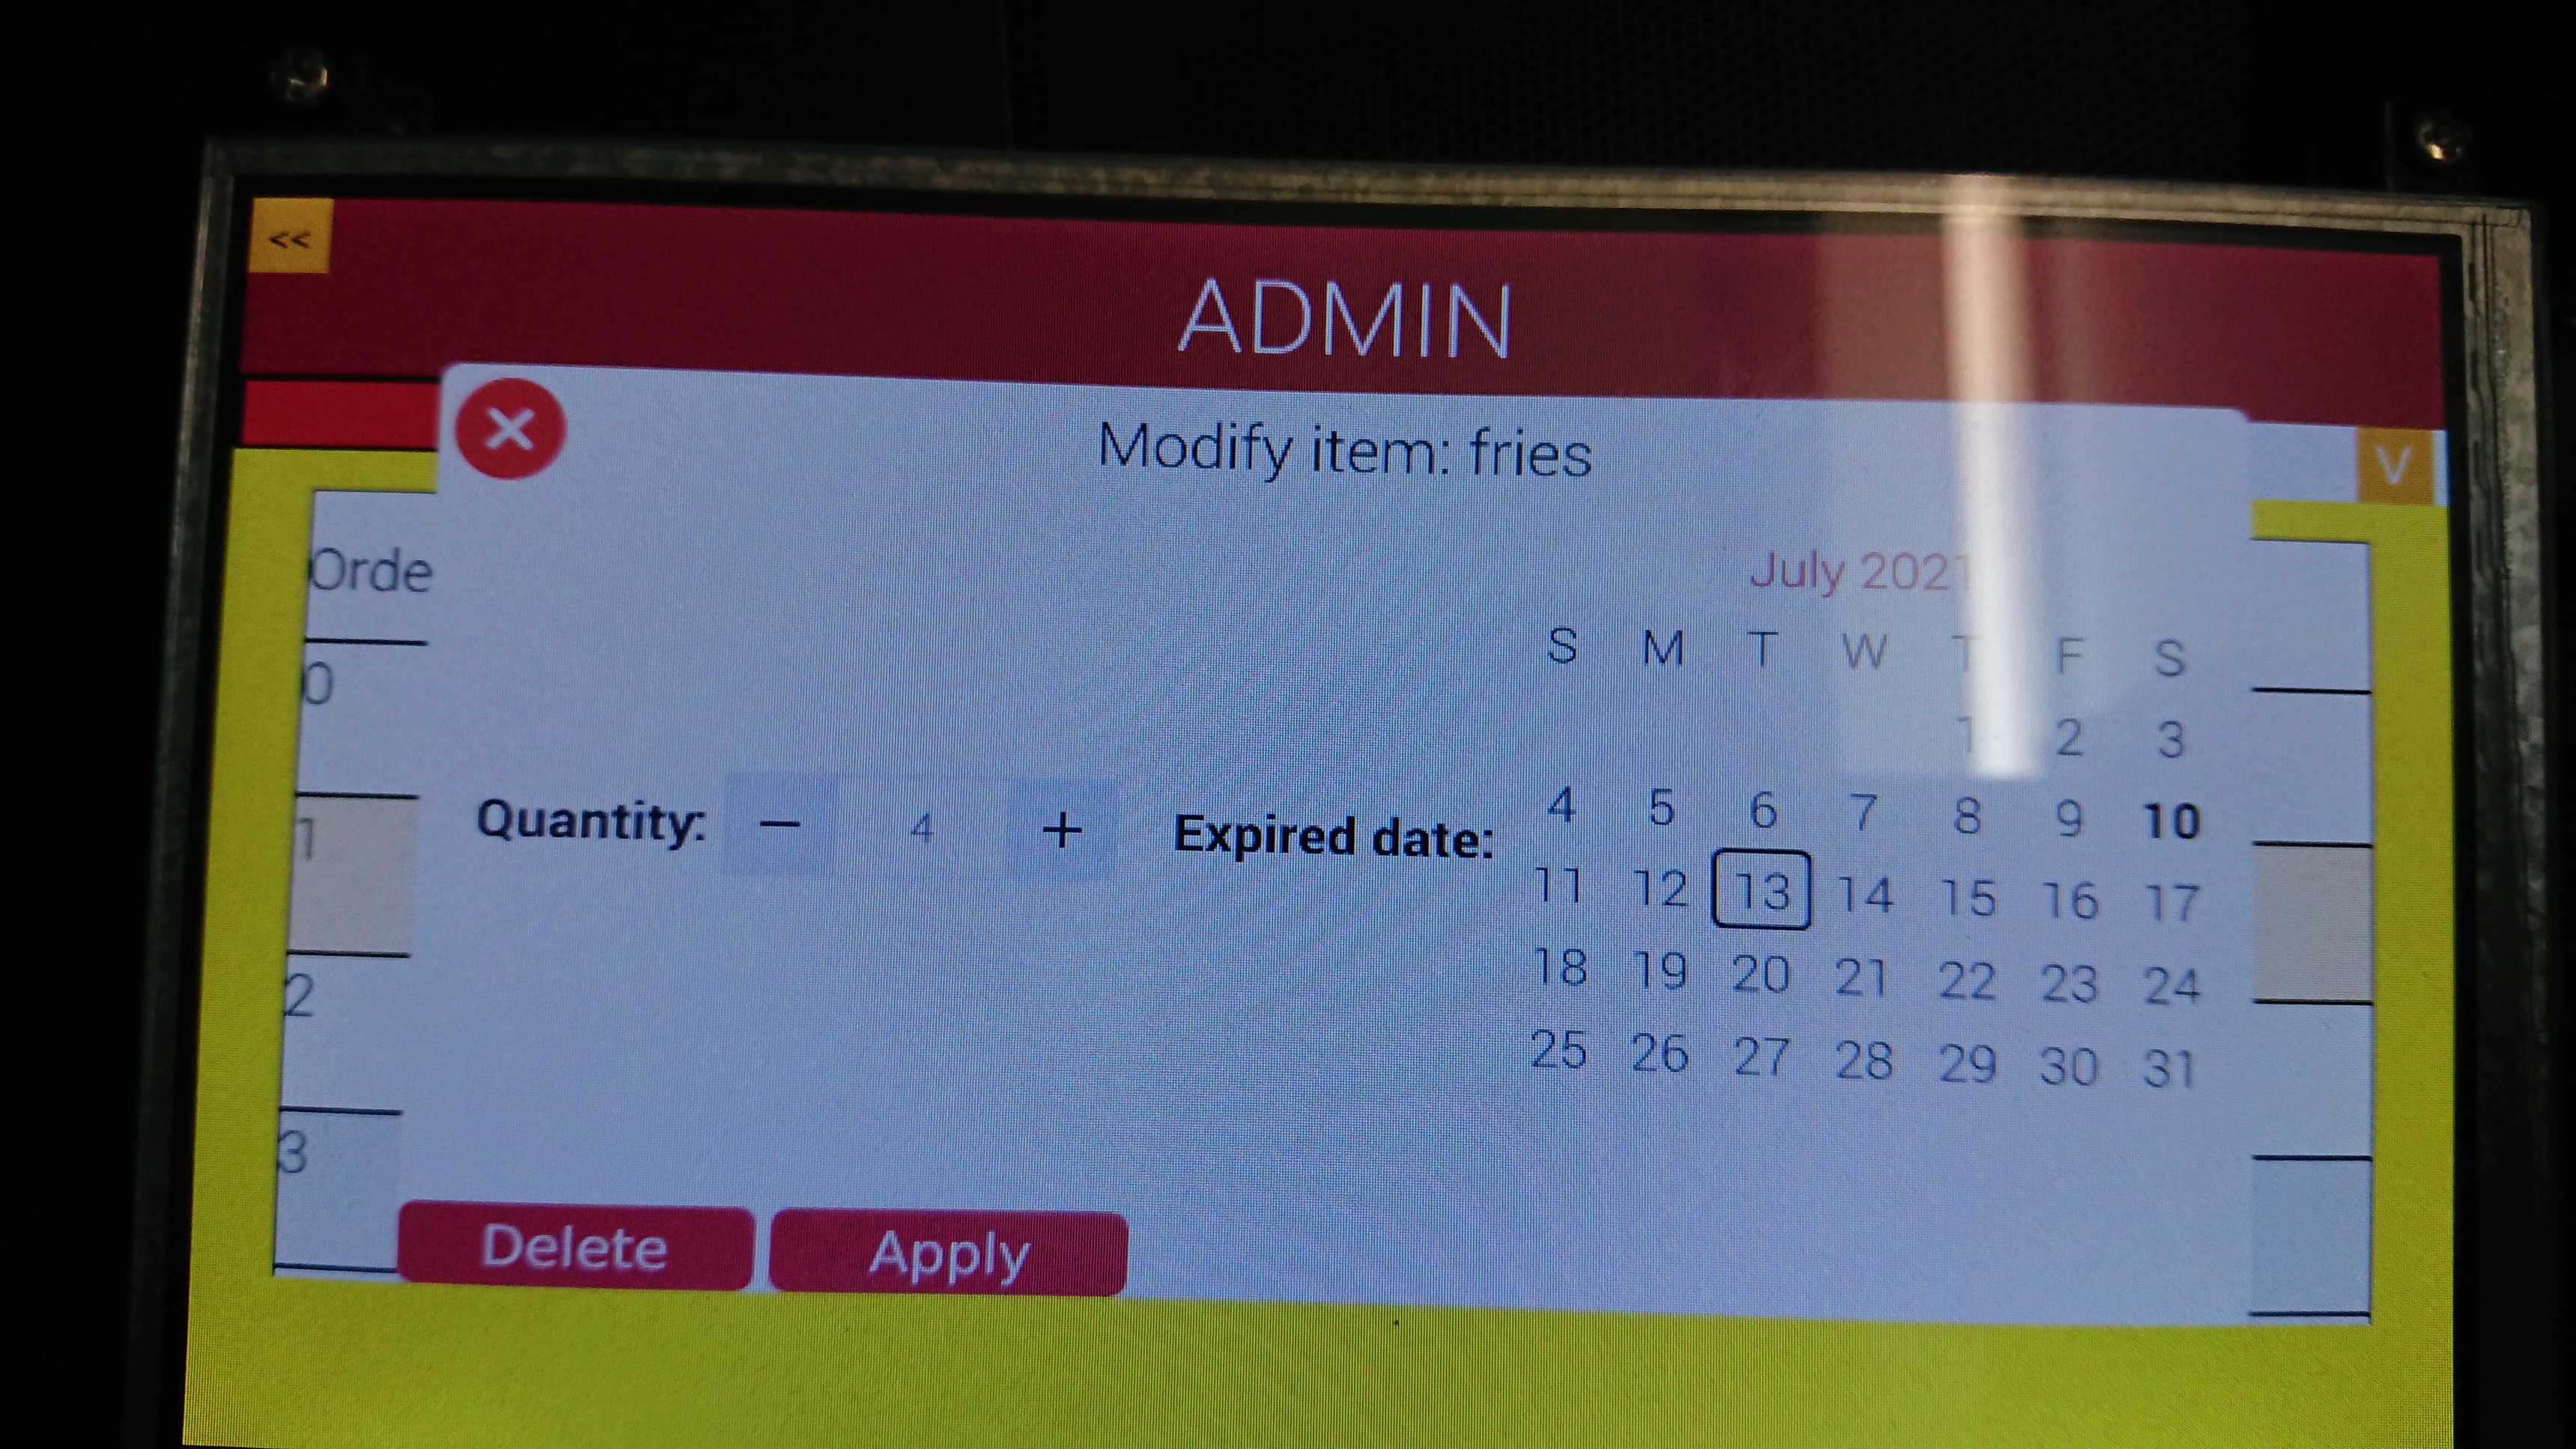 <<
ADMIN
Modify item: fries
V
Orde
July 2021
S M T W T F S
0
1 2 3
Quantity: − 4 +
Expired date:
4 5 6 7 8 9 10
1
11 12 13 14 15 16 17
2
18 19 20 21 22 23 24
25 26 27 28 29 30 31
3
Delete
Apply